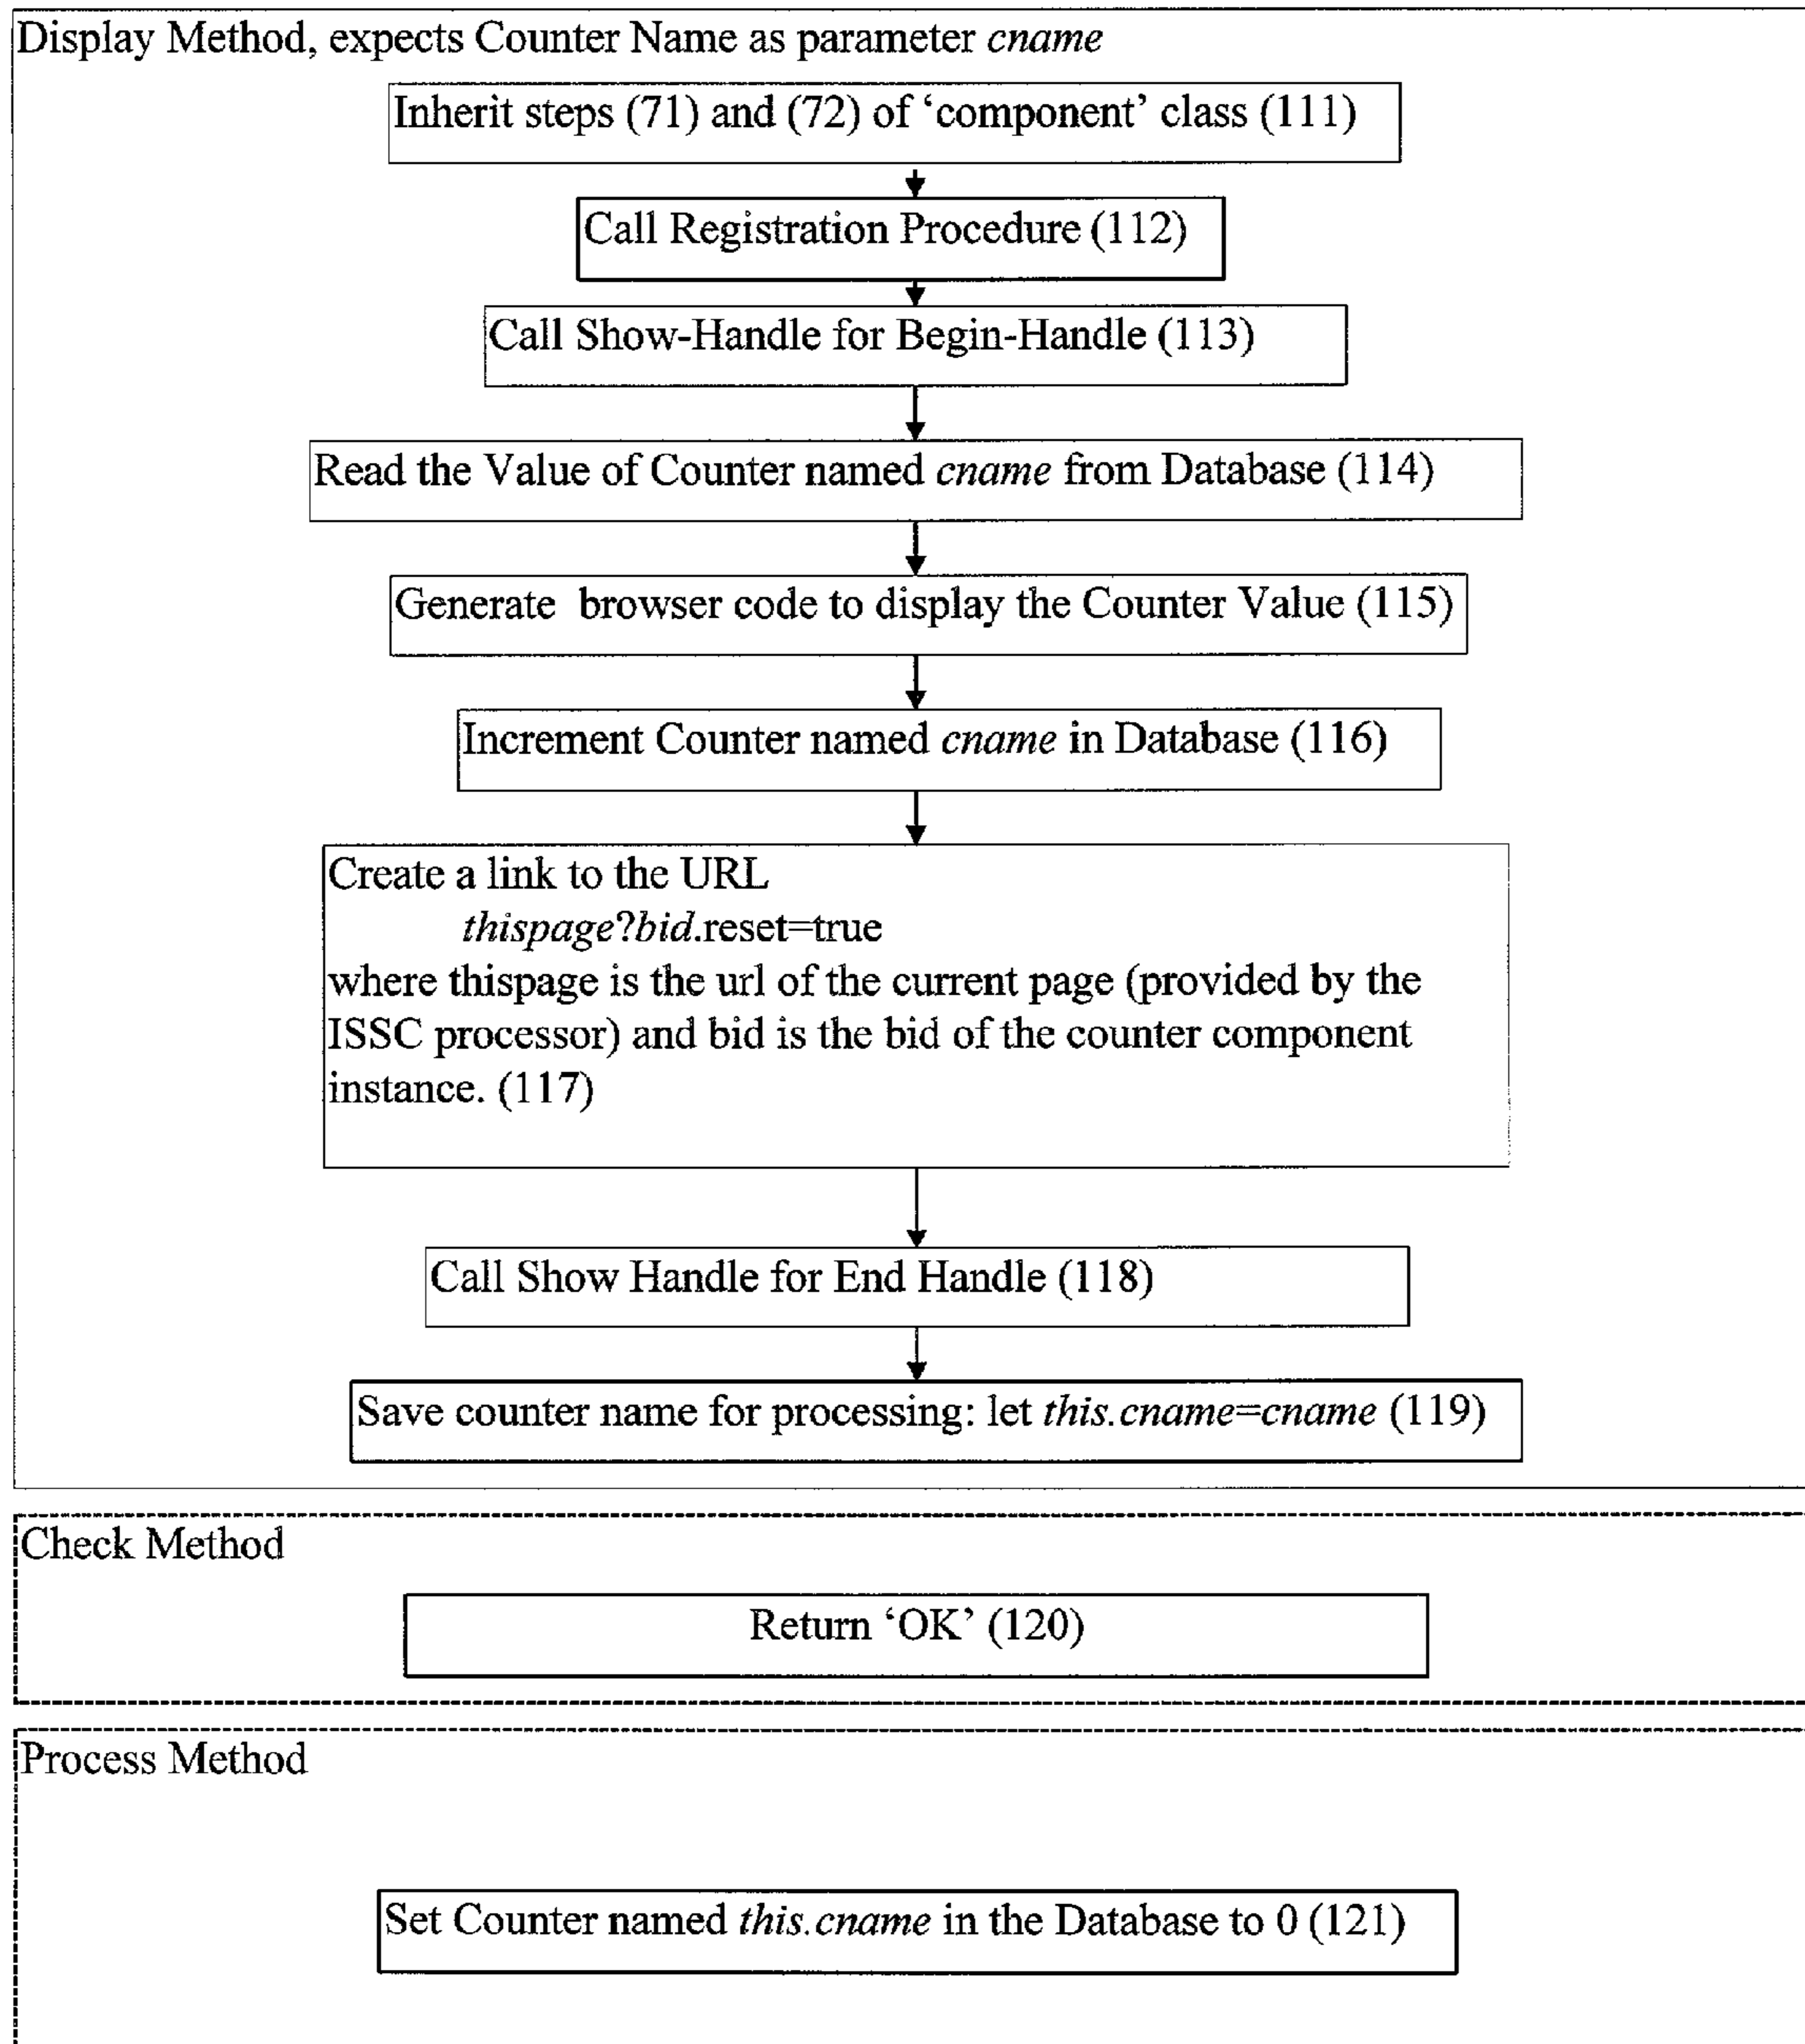 Display Method, expects Counter Name as parameter cname
Inherit steps (71) and (72) of ‘component’ class (111)
Call Registration Procedure (112)
Call Show-Handle for Begin-Handle (113)
Read the Value of Counter named cname from Database (114)
Generate browser code to display the Counter Value (115)
Increment Counter named cname in Database (116)
Create a link to the URL
thispage?bid.reset=true
where thispage is the url of the current page (provided by the
ISSC processor) and bid is the bid of the counter component
instance. (117)
Call Show Handle for End Handle (118)
Save counter name for processing: let this.cname=cname (119)
Check Method
Return ‘OK’ (120)
Process Method
Set Counter named this.cname in the Database to 0 (121)